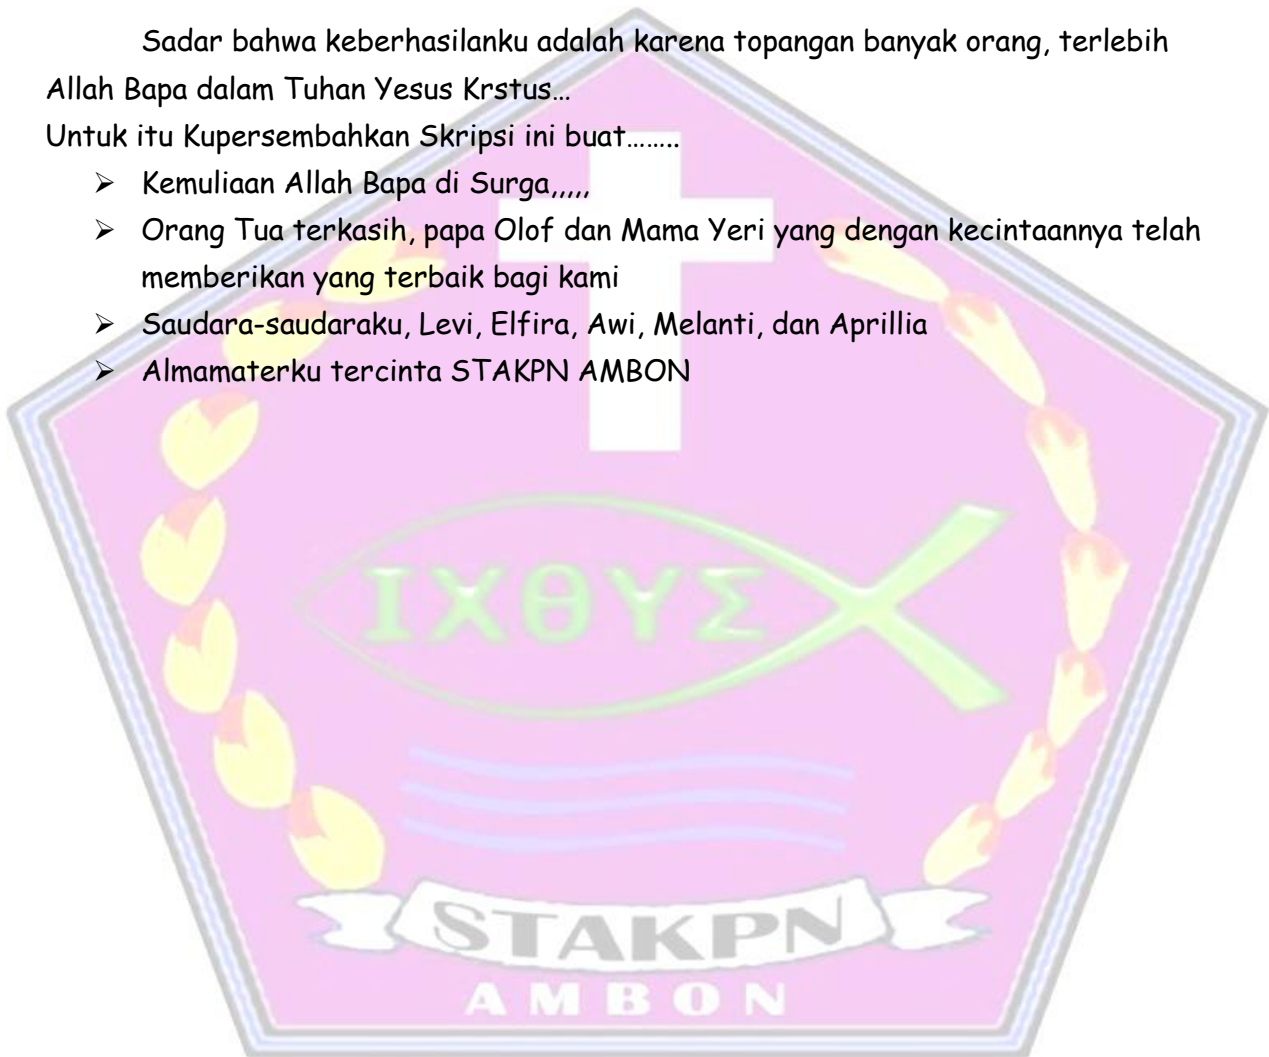 Sadar bahwa keberhasilanku adalah karena topangan banyak orang, terlebih
Allah Bapa dalam Tuhan Yesus Krstus…
Untuk itu Kupersembahkan Skripsi ini buat……..
➢ Kemuliaan Allah Bapa di Surga,,,,,
➢ Orang Tua terkasih, papa Olof dan Mama Yeri yang dengan kecintaannya telah
memberikan yang terbaik bagi kami
➢ Saudara-saudaraku, Levi, Elfira, Awi, Melanti, dan Aprillia
➢ Almamaterku tercinta STAKPN AMBON
ΙΧΘΥΣ
STAKPN
AMBON